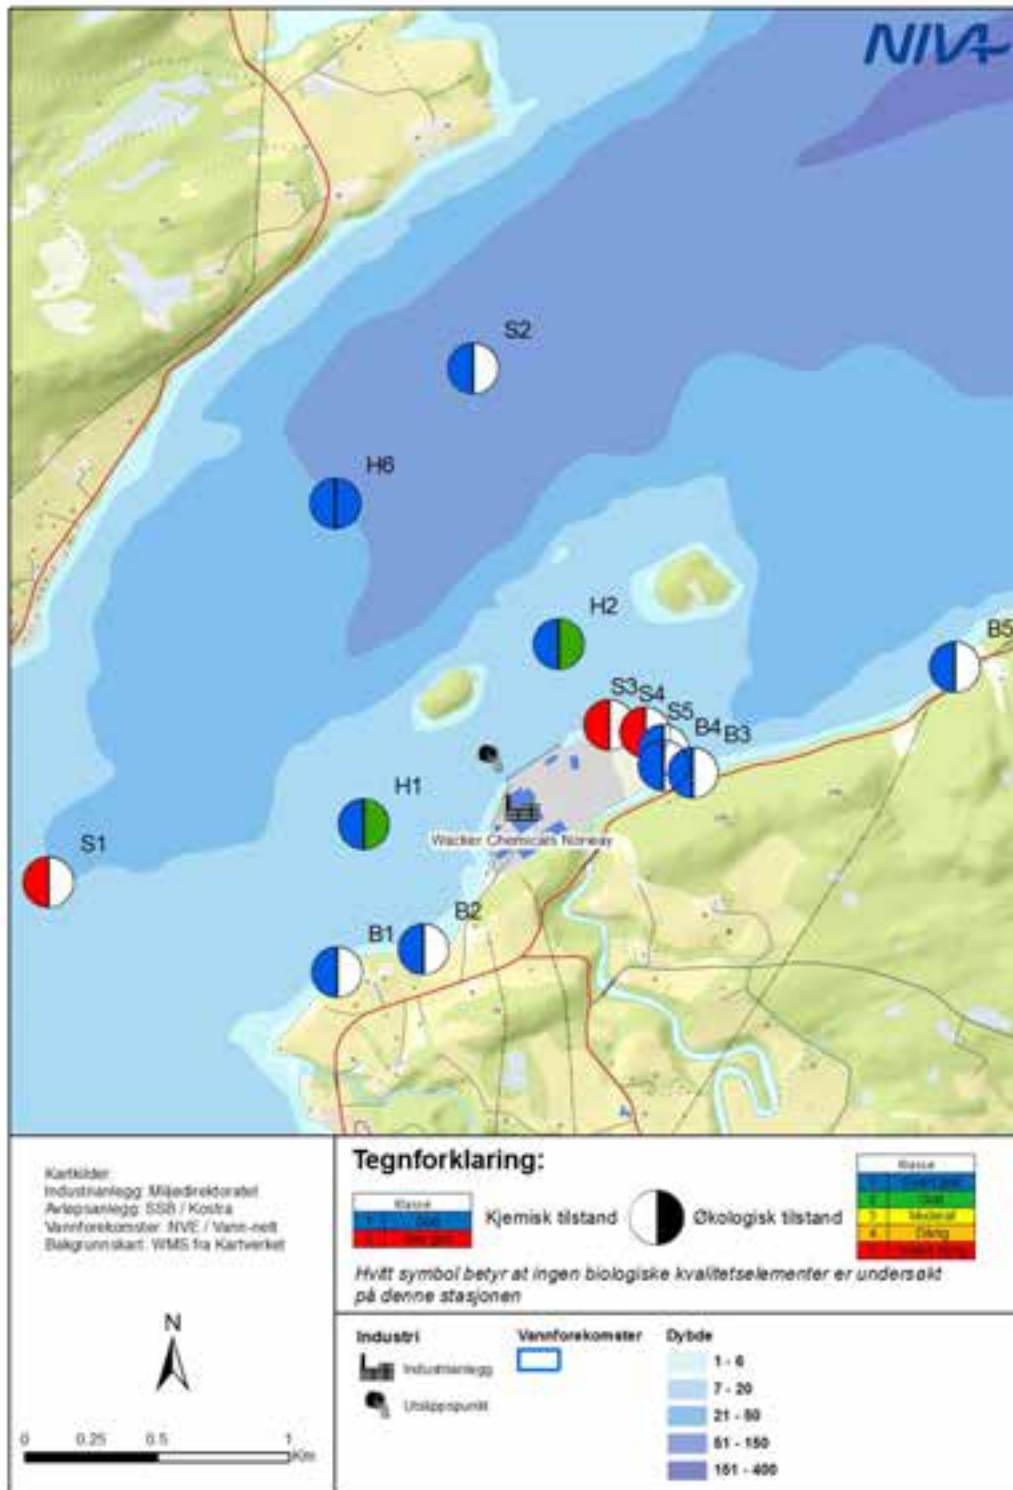 NIVA
S2
H6
H2
B5
S3
S4
S5
B4
B3
H1
Wacker Chemicals Norway
S1
B2
B1
Kartkilder:
Industrianlegg: Miljødirektoratet
Avløpsanlegg: SSB / Kostra
Vannforekomster: NVE / Vann-nett
Bakgrunnskart: WMS fra Kartverket
N
0 0.25 0.5 1
Km
Tegnforklaring:
Klasse
God
Kjemisk tilstand
Økologisk tilstand
Klasse
1 Svært god
2 God
3 Moderat
4 Dårlig
Hvitt symbol betyr at ingen biologiske kvalitetselementer er undersøkt
på denne stasjonen
Industri
Industrianlegg
Utslippspunkt
Vannforekomster
Dybde
1 - 6
7 - 20
21 - 50
51 - 150
151 - 400